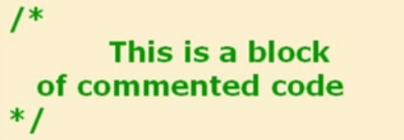 /*
This is a block
of commented code
*/